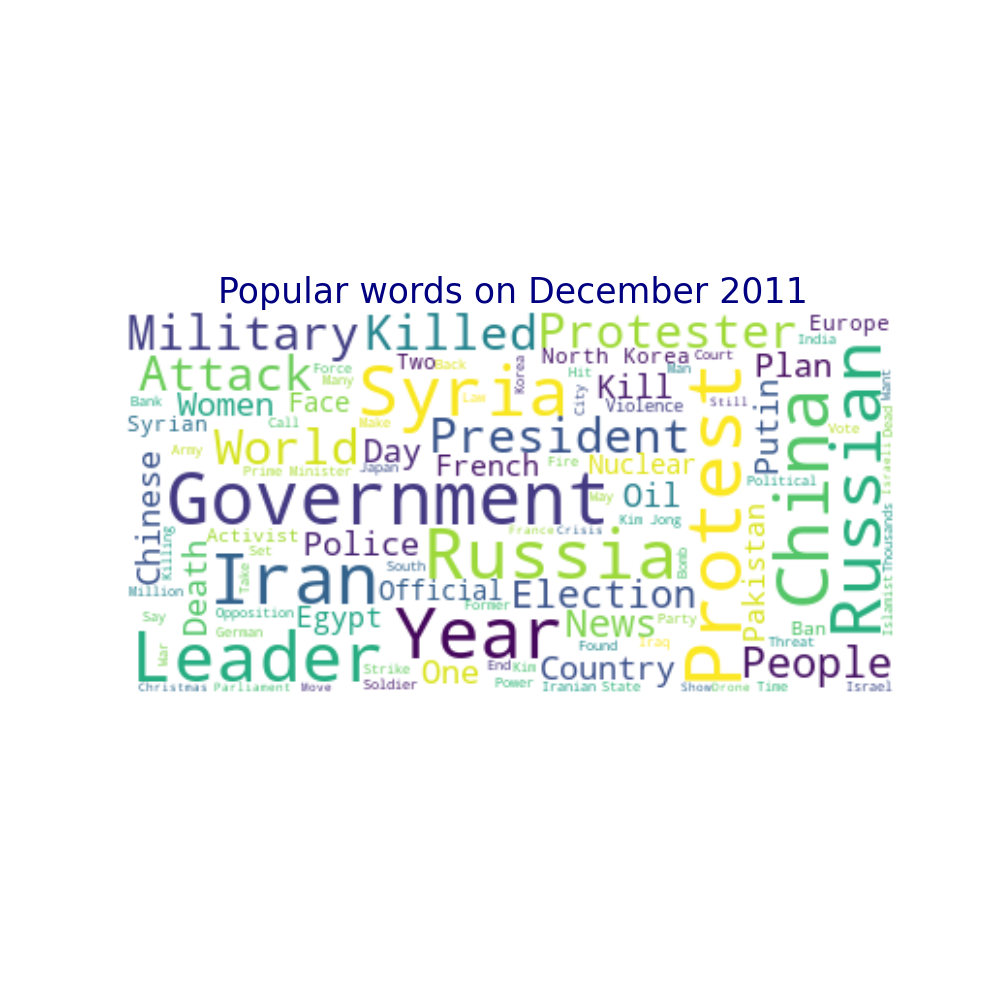 Popular words on December 2011
Military
Killed
Protester
Europe
India
Attack
Force
Many
Two
Back
Korea
North Korea
Court
Man
Plan
Syria
Hit
Kill
Bank
Women
Face
Law
City
Violence
Still
Want
Syrian
Call
Make
President
Putin
Vote
Dead
Army
World
Day
French
Fire
Nuclear
Prime Minister
Japan
Political
Israeli
Chinese
Government
Way
Oil
Kim Jong
Protest
China
Russian
Killing
Activist
Set
Police
France
Crisis
Russia
Bomb
Pakistan
Thousands
Death
Take
Iran
South
Official
Election
Million
Former
Islamist
Say
Opposition
Egypt
Year
News
Party
Ban
German
Found
Iraq
Threat
War
Leader
Strike
One
End
Kim
Country
People
Christmas
Parliament
Move
Soldier
Power
Iranian
State
Show
Drone
Time
Israel